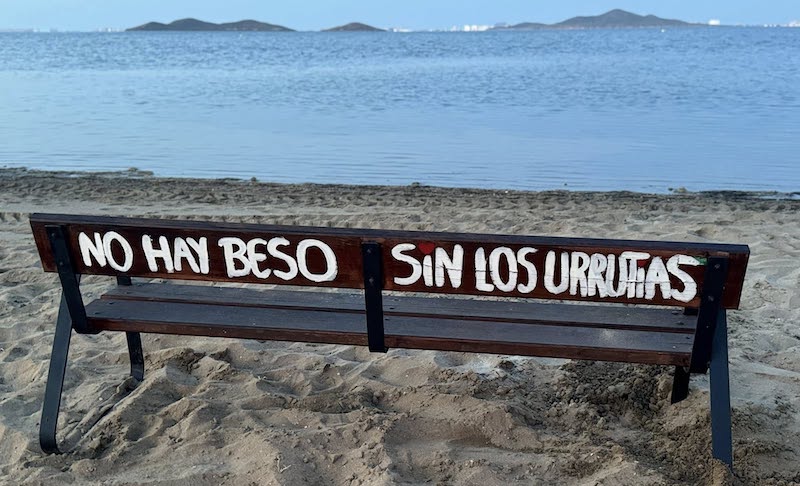 NO HAY BESO SIN LOS URRUTIAS